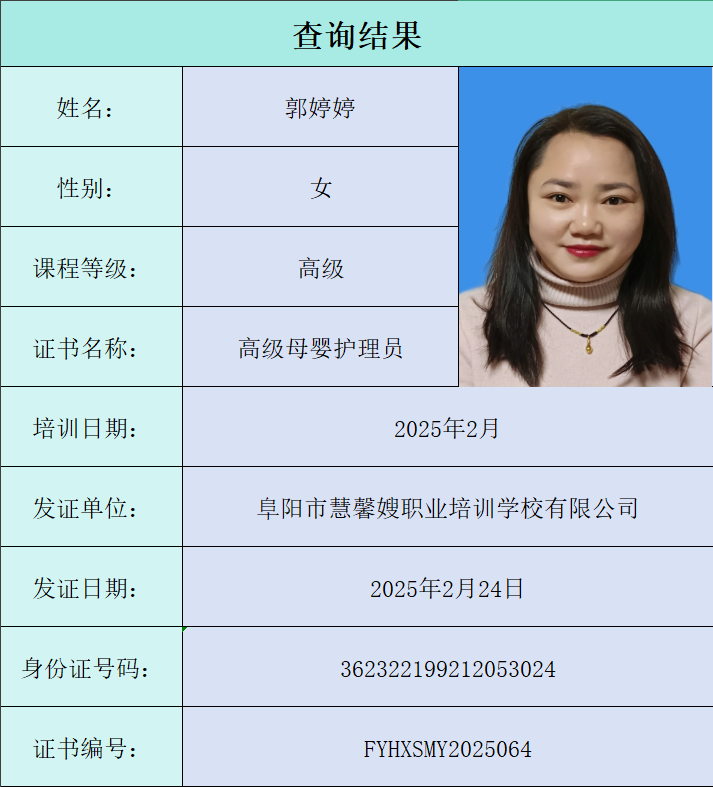 查询结果
姓名： 郭婷婷
性别： 女
课程等级： 高级
证书名称： 高级母婴护理员
培训日期： 2025年2月
发证单位： 阜阳市慧馨嫂职业培训学校有限公司
发证日期： 2025年2月24日
身份证号码： 362322199212053024
证书编号： FYHXSMY2025064